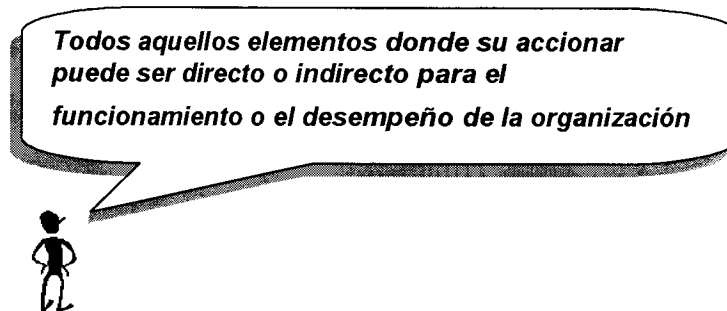 Todos aquellos elementos donde su accionar
puede ser directo o indirecto para el
funcionamiento o el desempeño de la organización